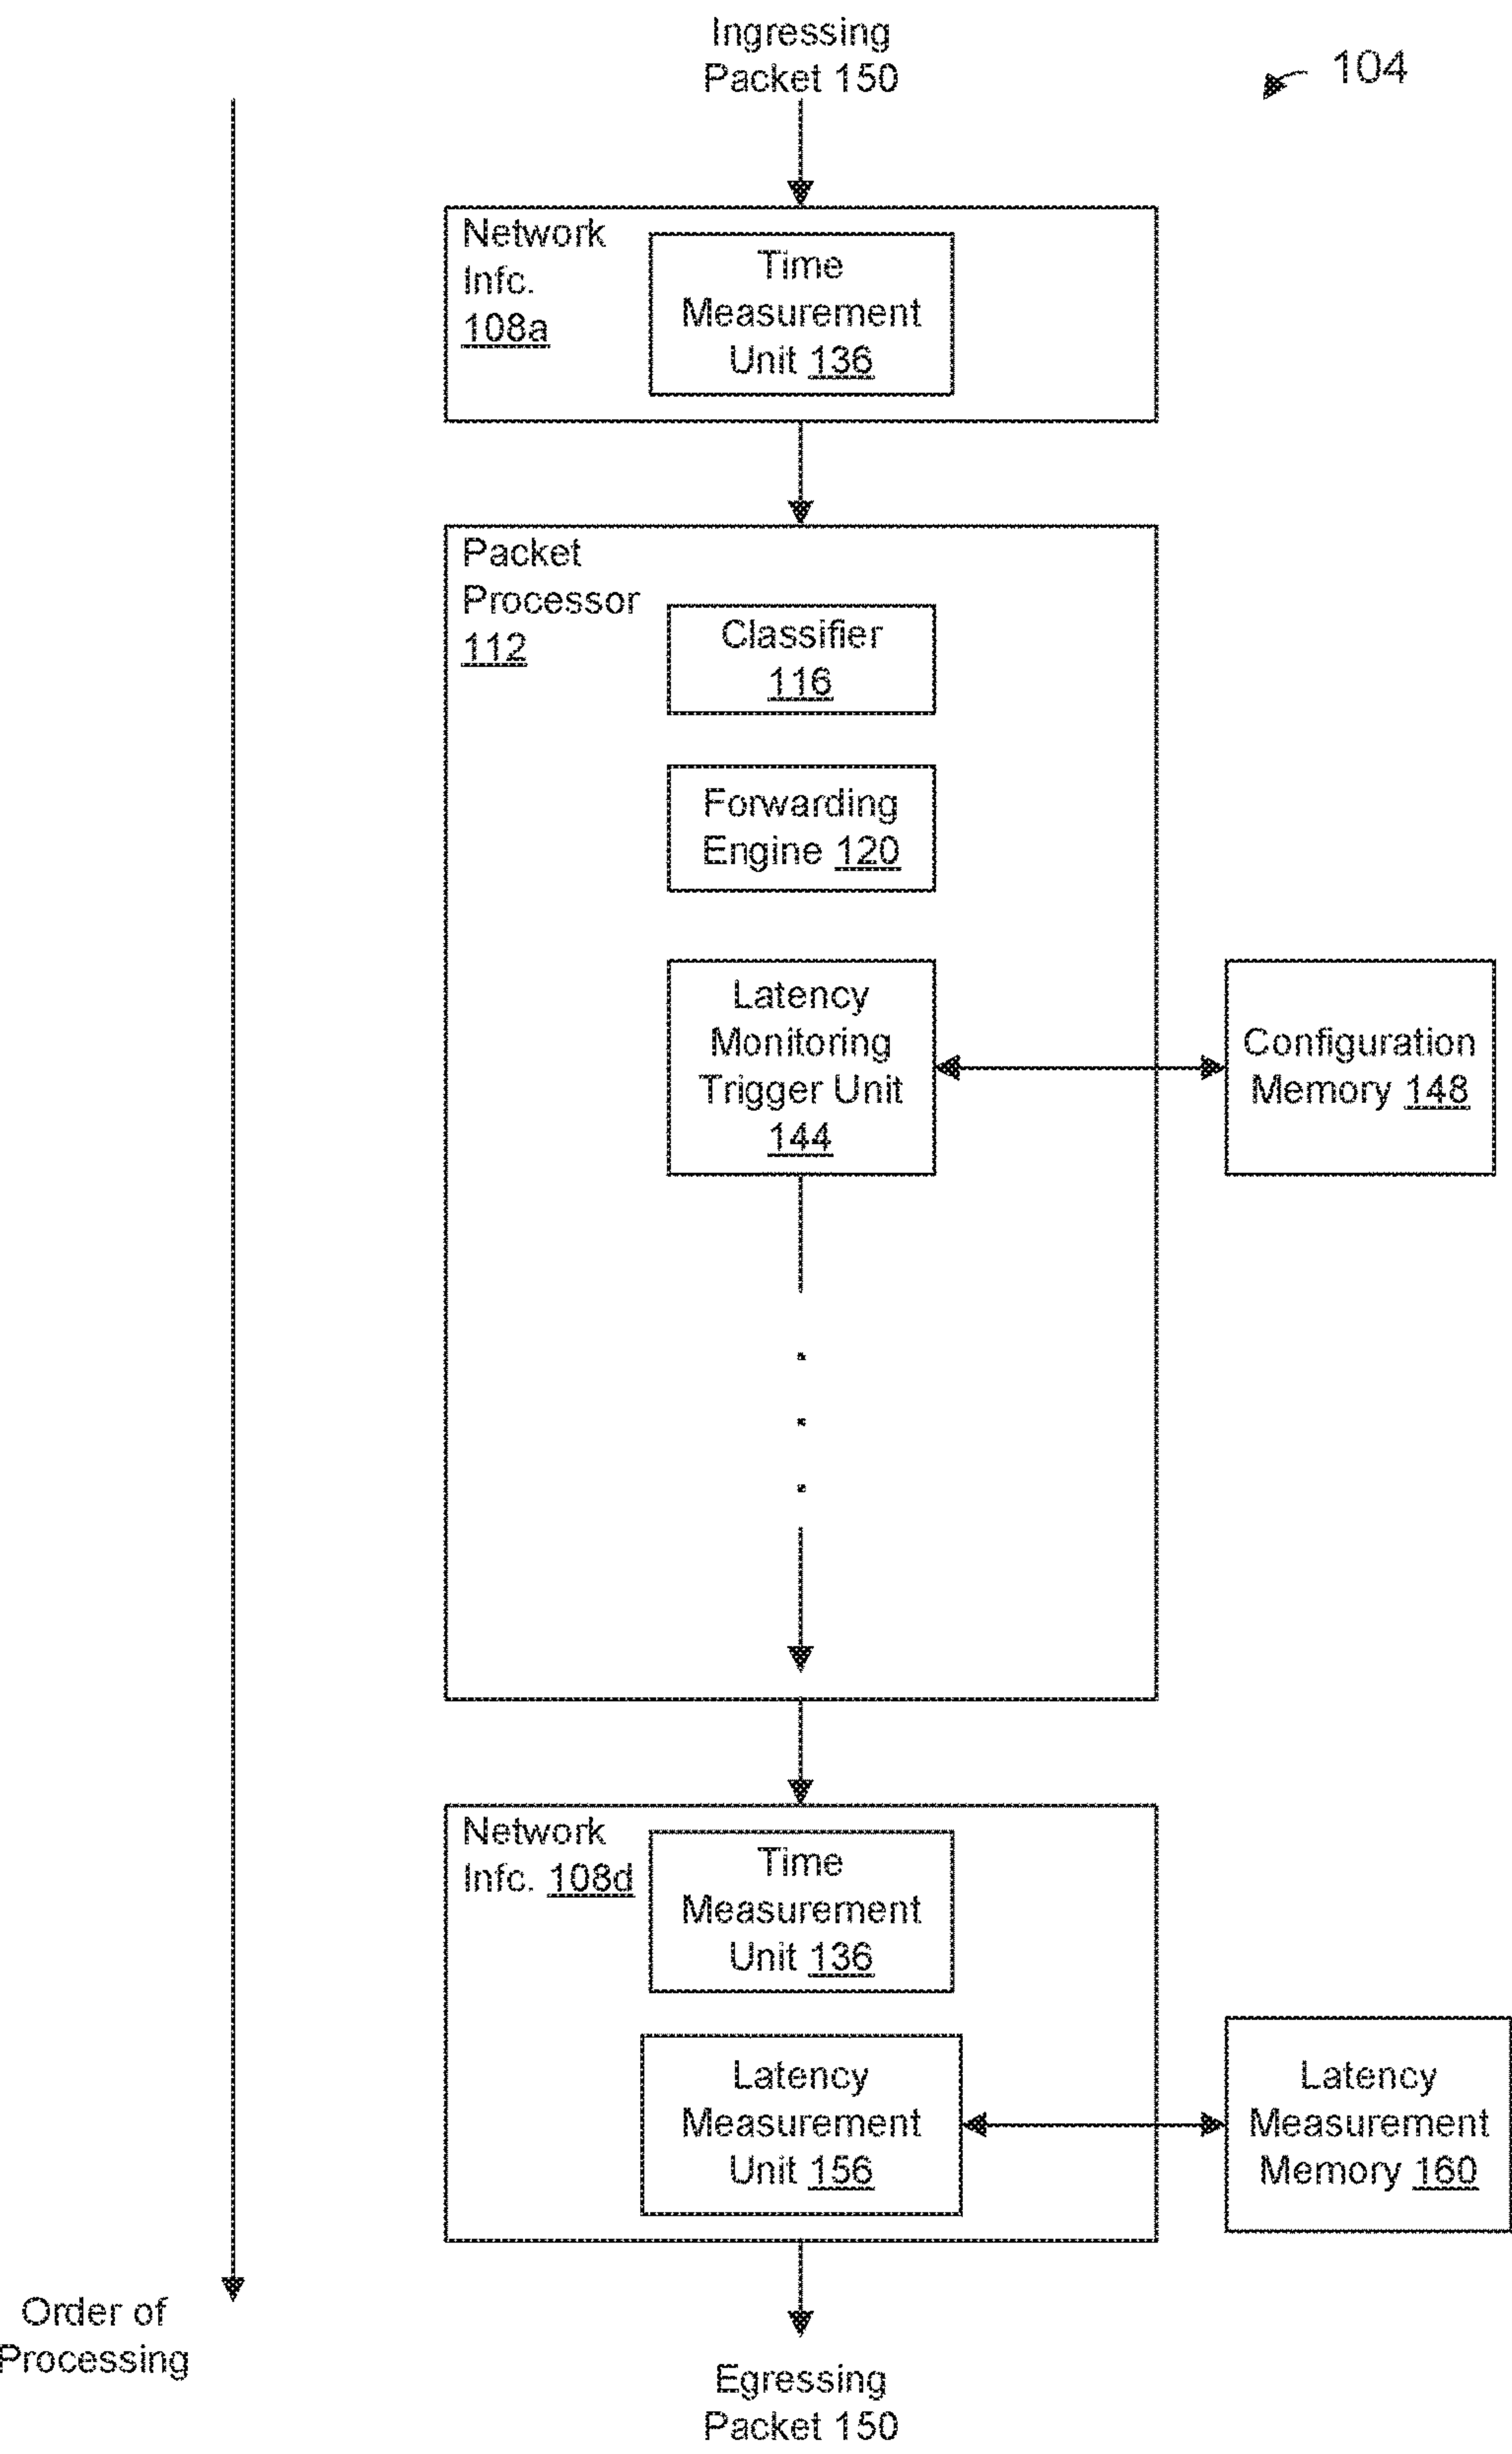 Ingressing
Packet 150
104
Network
Infc.
108a
Time
Measurement
Unit 136
Packet
Processor
112
Classifier
116
Forwarding
Engine 120
Latency
Monitoring
Trigger Unit
144
Configuration
Memory 148
Network
Infc. 108d
Time
Measurement
Unit 136
Latency
Measurement
Unit 156
Latency
Measurement
Memory 160
Order of
Processing
Egressing
Packet 150